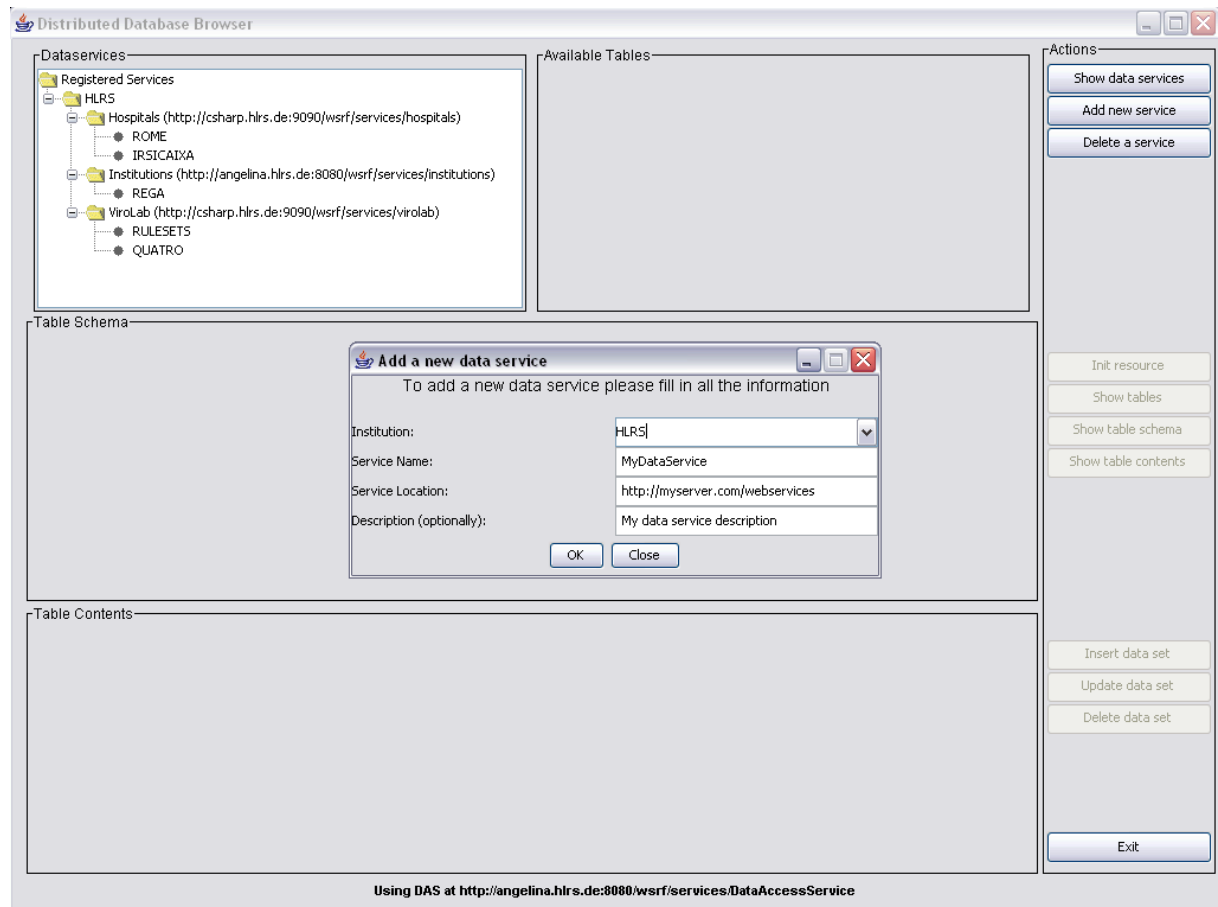 Distributed Database Browser
Dataservices
Registered Services
HLRS
Hospitals (http://csharp.hlrs.de:9090/wsrf/services/hospitals)
ROME
IRSICAIXA
Institutions (http://angelina.hlrs.de:8080/wsrf/services/institutions)
REGA
ViroLab (http://csharp.hlrs.de:9090/wsrf/services/virolab)
RULESETS
QUATRO
Available Tables
Actions
Show data services
Add new service
Delete a service
Table Schema
Add a new data service
To add a new data service please fill in all the information
Institution: HLRS
Service Name: MyDataService
Service Location: http://myserver.com/webservices
Description (optionally): My data service description
OK Close
Init resource
Show tables
Show table schema
Show table contents
Table Contents
Insert data set
Update data set
Delete data set
Exit
Using DAS at http://angelina.hlrs.de:8080/wsrf/services/DataAccessService